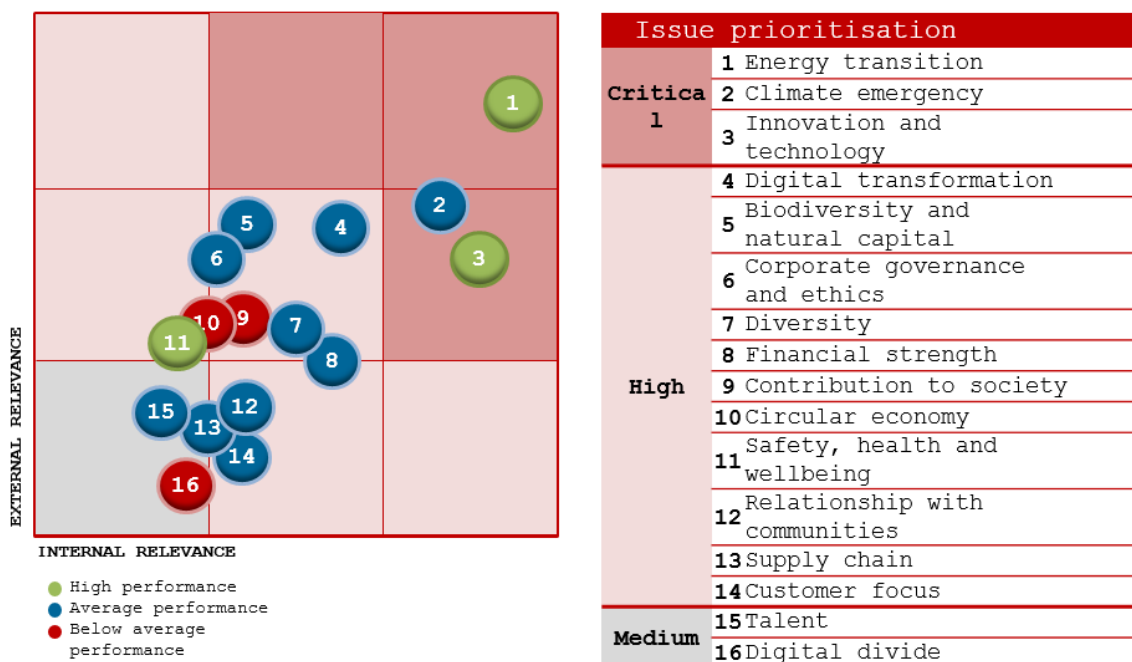 1
2
5
4
6
3
10
9
7
11
8
15
12
13
14
16
EXTERNAL RELEVANCE
INTERNAL RELEVANCE
High performance
Average performance
Below average
performance
Issue prioritisation
Critica
l
1 Energy transition
2 Climate emergency
3 Innovation and
technology
High
4 Digital transformation
5 Biodiversity and
natural capital
6 Corporate governance
and ethics
7 Diversity
8 Financial strength
9 Contribution to society
10 Circular economy
11 Safety, health and
wellbeing
12 Relationship with
communities
13 Supply chain
14 Customer focus
Medium
15 Talent
16 Digital divide